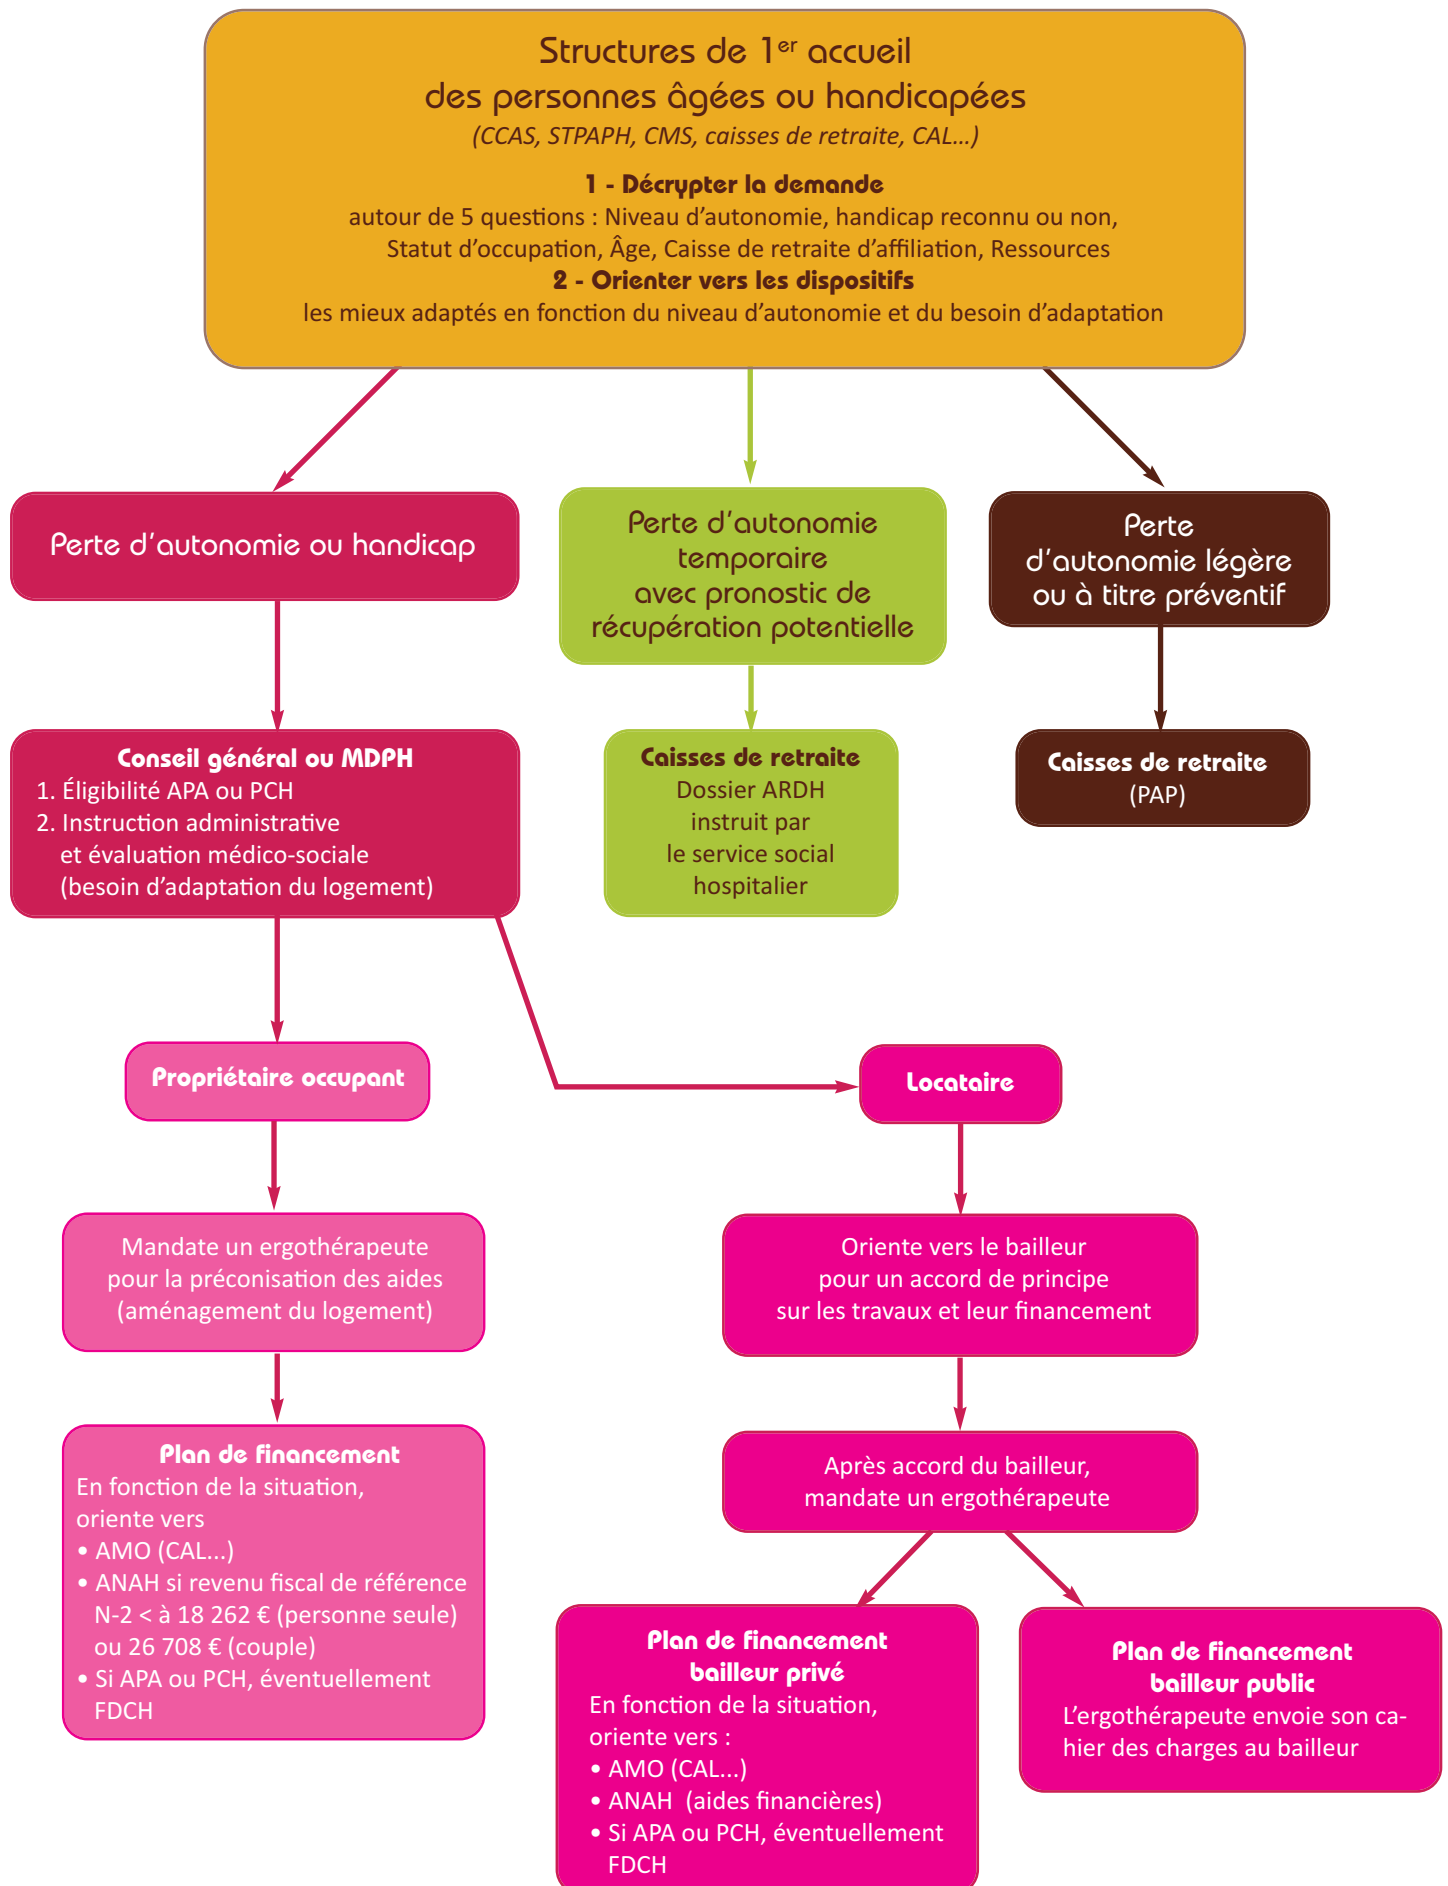 Structures de 1er accueil
des personnes âgées ou handicapées
(CCAS, STPAPH, CMS, caisses de retraite, CAL...)
1 - Décrypter la demande
autour de 5 questions : Niveau d'autonomie, handicap reconnu ou non,
Statut d'occupation, Âge, Caisse de retraite d'affiliation, Ressources
2 - Orienter vers les dispositifs
les mieux adaptés en fonction du niveau d'autonomie et du besoin d'adaptation
Perte d'autonomie ou handicap
Perte d'autonomie
temporaire
avec pronostic de
récupération potentielle
Perte
d'autonomie légère
ou à titre préventif
Conseil général ou MDPH
1. Éligibilité APA ou PCH
2. Instruction administrative
et évaluation médico-sociale
(besoin d'adaptation du logement)
Caisses de retraite
Dossier ARDH
instruit par
le service social
hospitalier
Caisses de retraite
(PAP)
Propriétaire occupant
Locataire
Mandate un ergothérapeute
pour la préconisation des aides
(aménagement du logement)
Oriente vers le bailleur
pour un accord de principe
sur les travaux et leur financement
Plan de financement
En fonction de la situation,
oriente vers
• AMO (CAL...)
• ANAH si revenu fiscal de référence
N-2 < à 18 262 € (personne seule)
ou 26 708 € (couple)
• Si APA ou PCH, éventuellement
FDCH
Après accord du bailleur,
mandate un ergothérapeute
Plan de financement
bailleur privé
En fonction de la situation,
oriente vers :
• AMO (CAL...)
• ANAH (aides financières)
• Si APA ou PCH, éventuellement
FDCH
Plan de financement
bailleur public
L'ergothérapeute envoie son ca-
hier des charges au bailleur